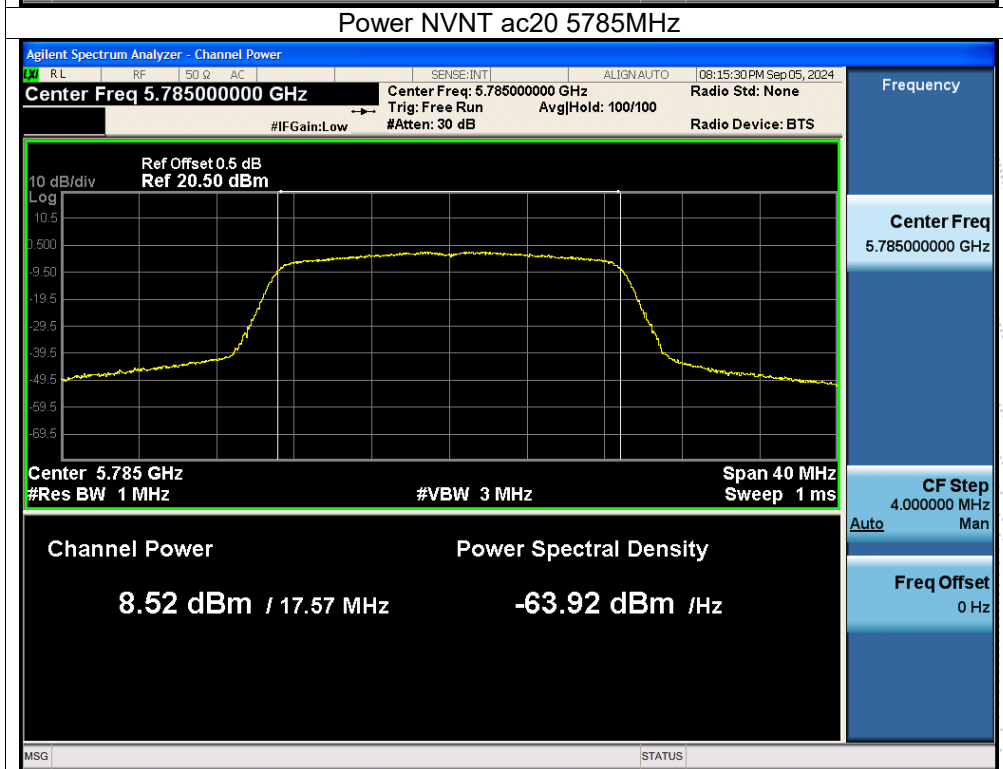 Power NVNT ac20 5785MHz
Agilent Spectrum Analyzer - Channel Power
LXI RL RF 50 Ω AC SENSE:INT ALIGN AUTO 08:15:30 PM Sep 05, 2024
Center Freq 5.785000000 GHz
Center Freq: 5.785000000 GHz
Radio Std: None
Trig: Free Run Avg|Hold: 100/100
#IFGain:Low
#Atten: 30 dB
Radio Device: BTS
Frequency
Ref Offset 0.5 dB
10 dB/div Ref 20.50 dBm
Log
10.5
0.500
-9.50
-19.5
-29.5
-39.5
-49.5
-59.5
-69.5
Center Freq
5.785000000 GHz
Center 5.785 GHz
Span 40 MHz
#Res BW 1 MHz
#VBW 3 MHz
Sweep 1 ms
CF Step
4.000000 MHz
Auto Man
Channel Power
Power Spectral Density
8.52 dBm / 17.57 MHz
-63.92 dBm /Hz
Freq Offset
0 Hz
MSG
STATUS